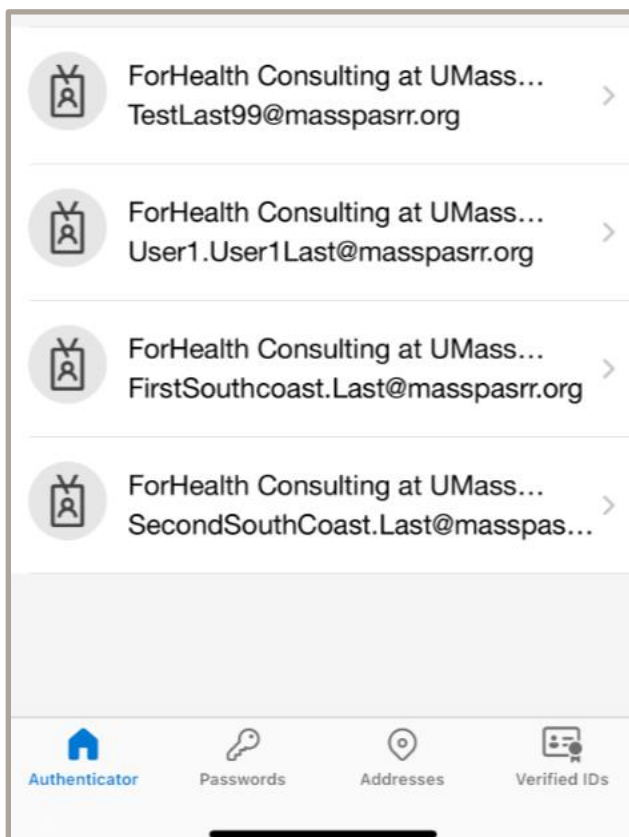 ForHealth Consulting at UMass...
TestLast99@masspasrr.org
ForHealth Consulting at UMass...
User1.User1Last@masspasrr.org
ForHealth Consulting at UMass...
FirstSouthcoast.Last@masspasrr.org
ForHealth Consulting at UMass...
SecondSouthCoast.Last@masspas...
Authenticator Passwords Addresses Verified IDs